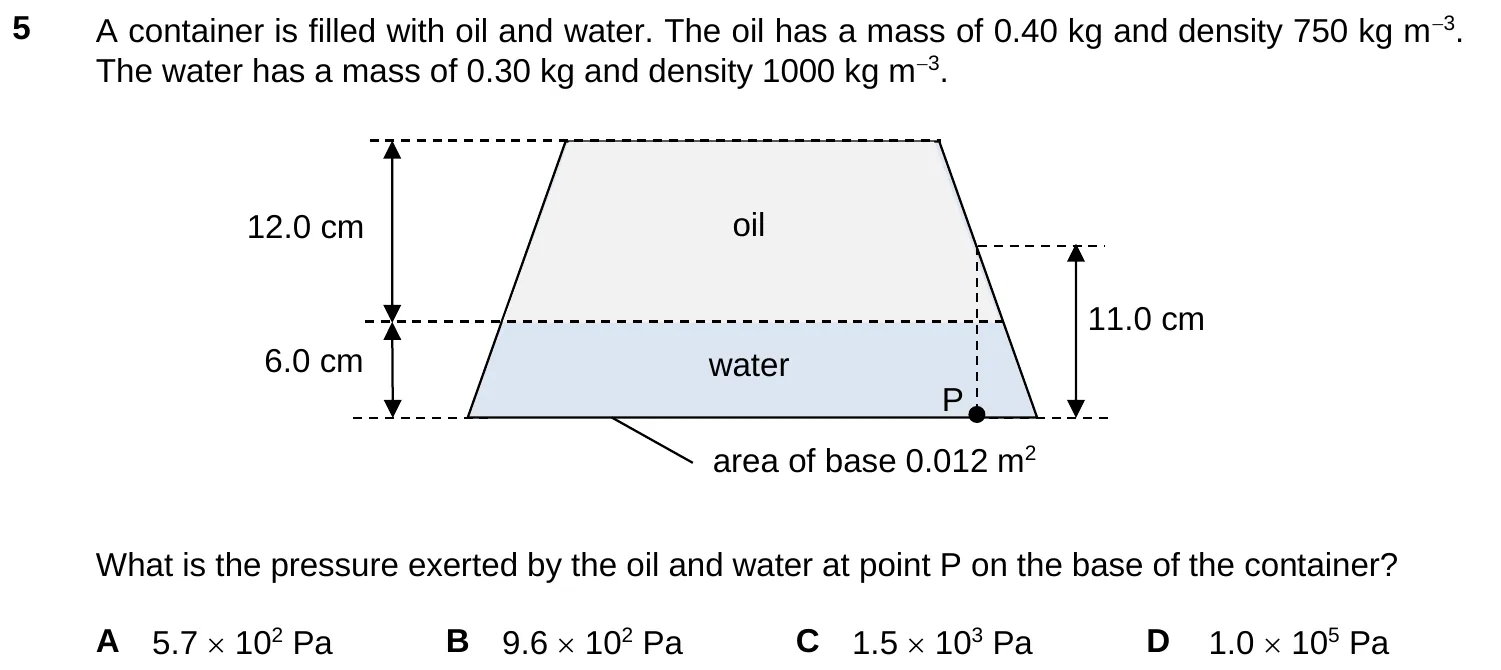 5 A container is filled with oil and water. The oil has a mass of 0.40 kg and density 750 kg m⁻³.
The water has a mass of 0.30 kg and density 1000 kg m⁻³.
12.0 cm
oil
11.0 cm
6.0 cm
water
P
area of base 0.012 m²
What is the pressure exerted by the oil and water at point P on the base of the container?
A 5.7 × 10² Pa B 9.6 × 10² Pa C 1.5 × 10³ Pa D 1.0 × 10⁵ Pa